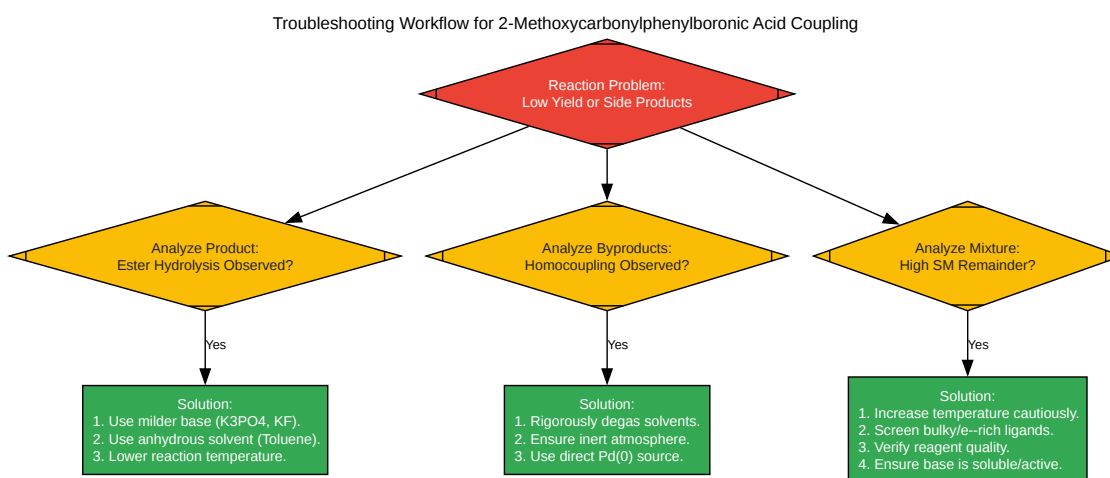 Troubleshooting Workflow for 2-Methoxycarbonylphenylboronic Acid Coupling
Reaction Problem:
Low Yield or Side Products
Analyze Product:
Ester Hydrolysis Observed?
Analyze Byproducts:
Homocoupling Observed?
Analyze Mixture:
High SM Remainder?
Yes
Yes
Yes
Solution:
1. Use milder base (K3PO4, KF).
2. Use anhydrous solvent (Toluene).
3. Lower reaction temperature.
Solution:
1. Rigorously degas solvents.
2. Ensure inert atmosphere.
3. Use direct Pd(0) source.
Solution:
1. Increase temperature cautiously.
2. Screen bulky/e--rich ligands.
3. Verify reagent quality.
4. Ensure base is soluble/active.